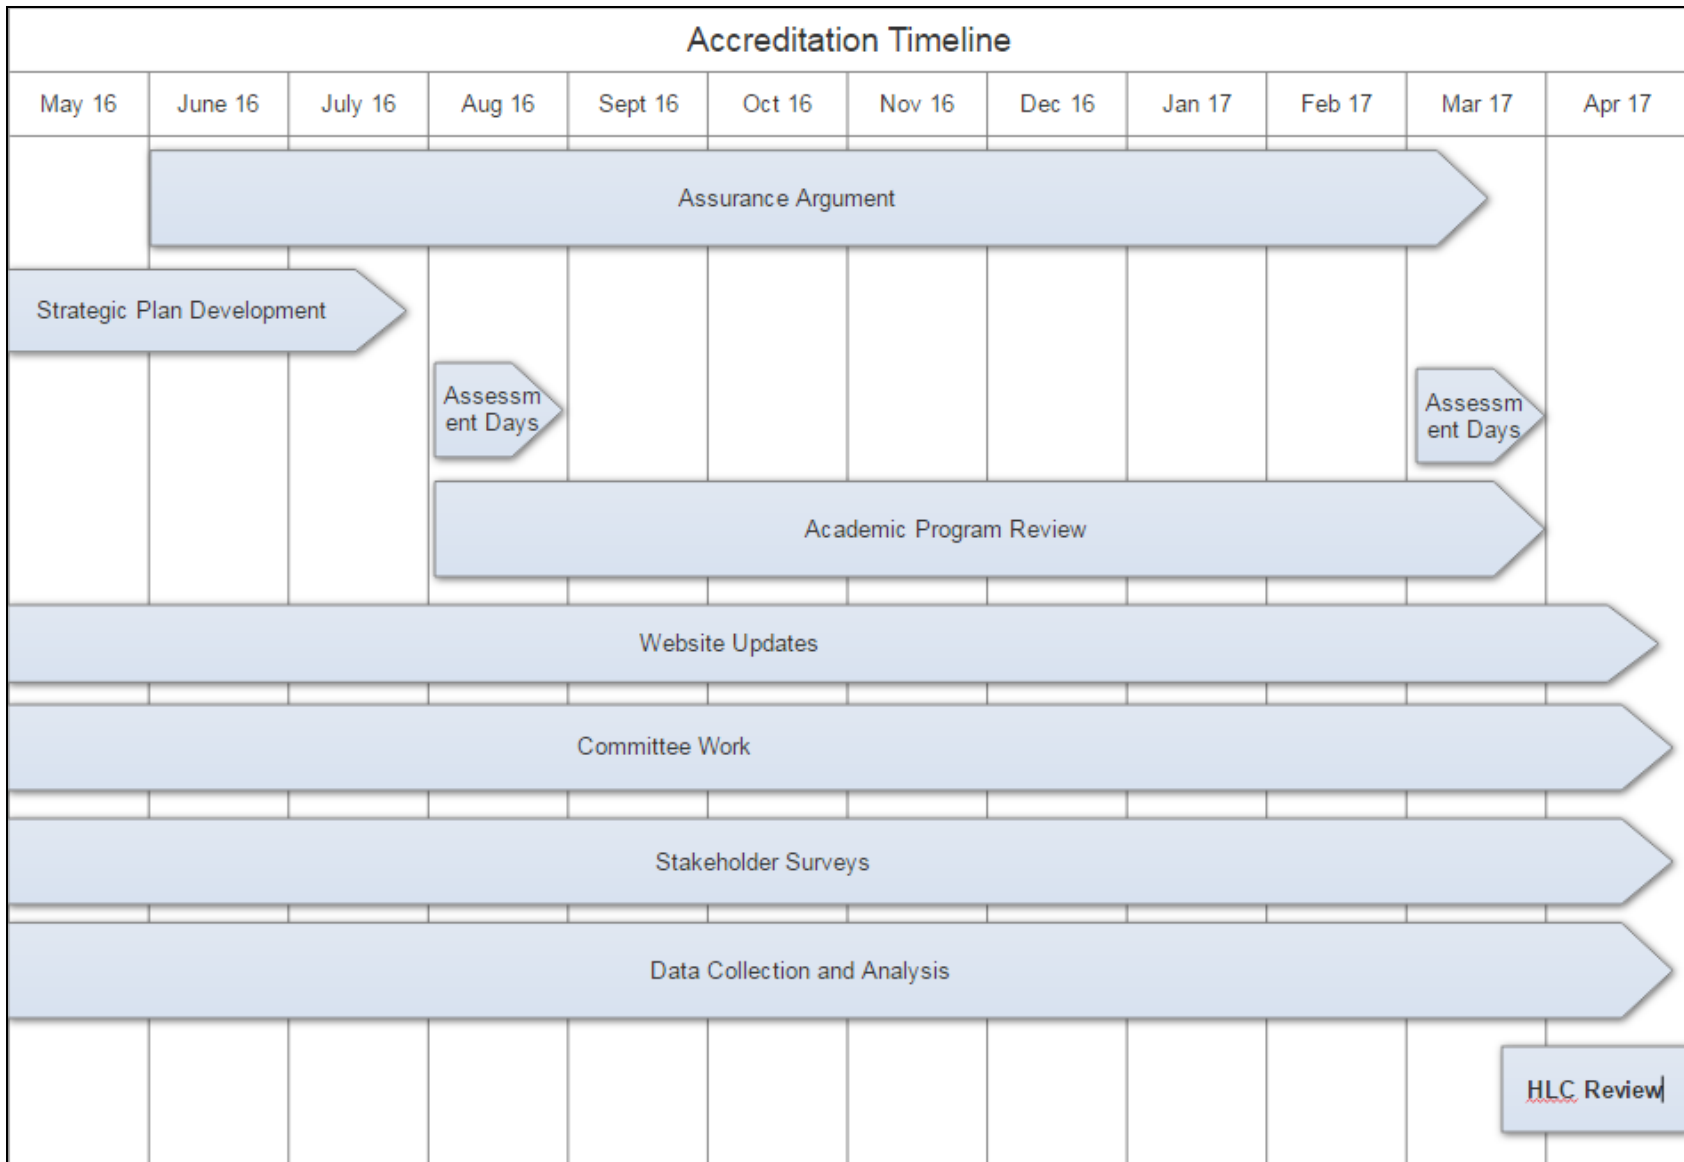 Accreditation Timeline
May 16 June 16 July 16 Aug 16 Sept 16 Oct 16 Nov 16 Dec 16 Jan 17 Feb 17 Mar 17 Apr 17
Assurance Argument
Strategic Plan Development
Assessm
ent Days
Assessm
ent Days
Academic Program Review
Website Updates
Committee Work
Stakeholder Surveys
Data Collection and Analysis
HLC Review